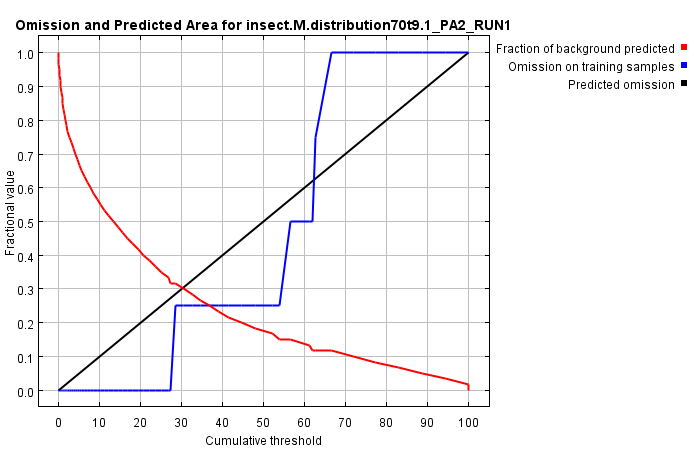 Omission and Predicted Area for insect.M.distribution70t9.1_PA2_RUN1
Fraction of background predicted
Omission on training samples
Predicted omission
1.0
0.9
0.8
0.7
0.6
0.5
0.4
0.3
0.2
0.1
0.0
Fractional value
0 10 20 30 40 50 60 70 80 90 100
Cumulative threshold